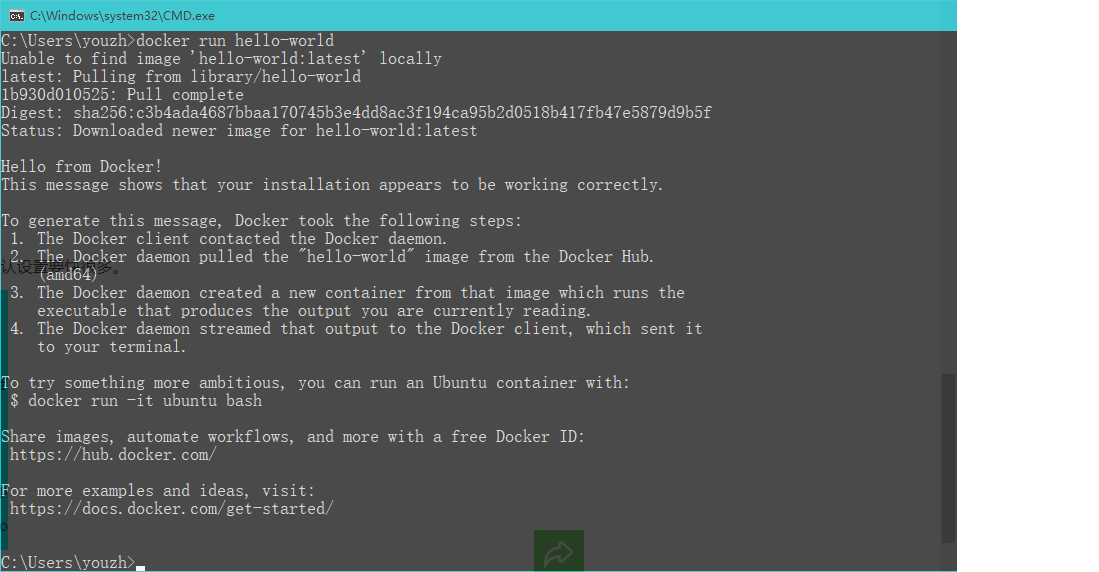 C:\Windows\system32\CMD.exe
C:\Users\youzh>docker run hello-world
Unable to find image 'hello-world:latest' locally
latest: Pulling from library/hello-world
1b930d010525: Pull complete
Digest: sha256:c3b4ada4687bbaa170745b3e4dd8ac3f194ca95b2d0518b417fb47e5879d9b5f
Status: Downloaded newer image for hello-world:latest
Hello from Docker!
This message shows that your installation appears to be working correctly.
To generate this message, Docker took the following steps:
1. The Docker client contacted the Docker daemon.
2. The Docker daemon pulled the "hello-world" image from the Docker Hub.
认设置要快很多。
(amd64)
3. The Docker daemon created a new container from that image which runs the
executable that produces the output you are currently reading.
4. The Docker daemon streamed that output to the Docker client, which sent it
to your terminal.
To try something more ambitious, you can run an Ubuntu container with:
$ docker run -it ubuntu bash
Share images, automate workflows, and more with a free Docker ID:
https://hub.docker.com/
For more examples and ideas, visit:
https://docs.docker.com/get-started/
C:\Users\youzh>